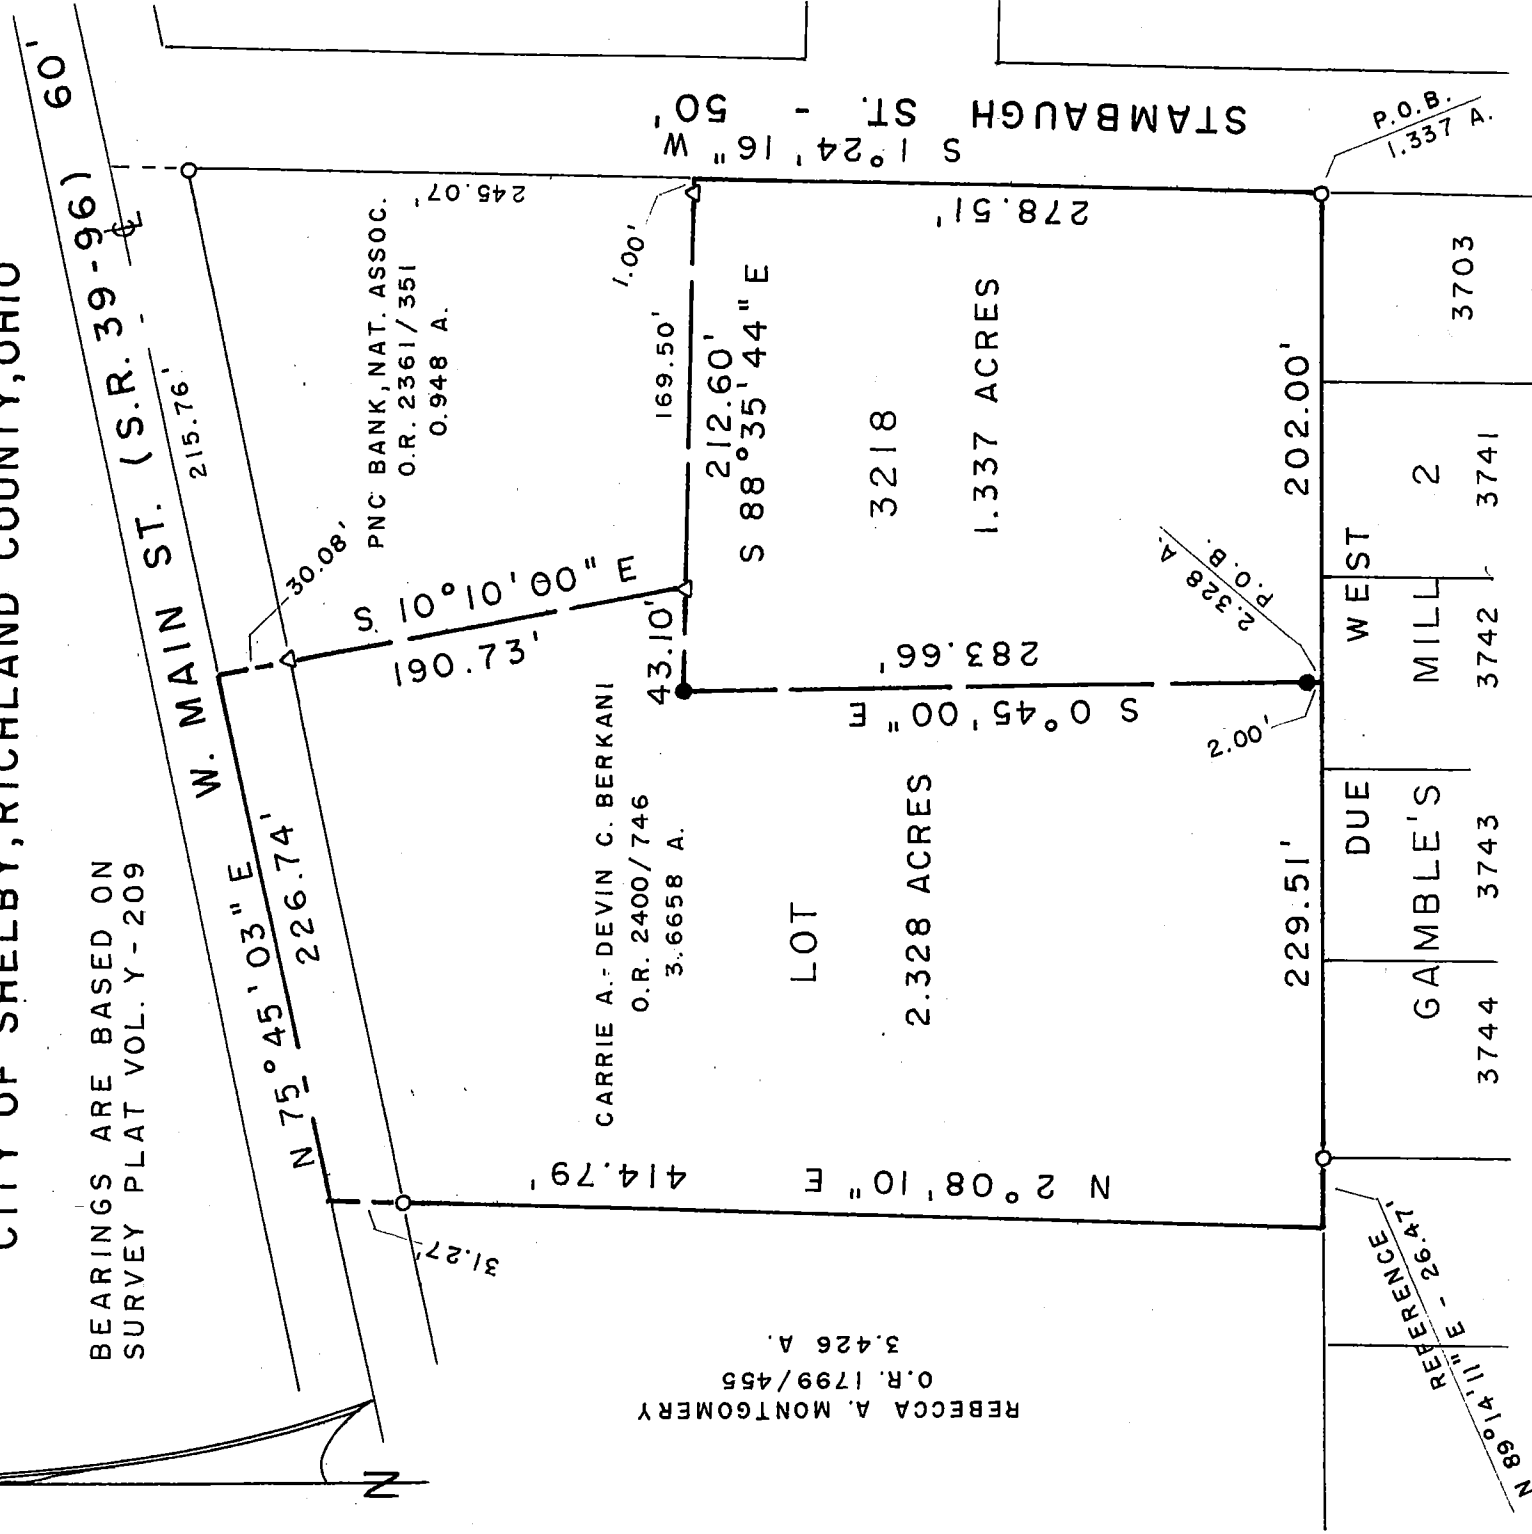 CITY OF SHELBY, RICHLAND COUNTY, OHIO
BEARINGS ARE BASED ON
SURVEY PLAT VOL. Y-209
W. MAIN ST. (S.R. 39-96) 60'
215.76'
N 75°45'03" E
226.74'
30.08'
31.27'
S 10°01'00" E
190.73'
PNC BANK, NAT. ASSOC.
O.R. 2361/351
0.948 A.
245.07'
1.00'
STAMBAUGH ST. - 50'
S 1°24'16" W
278.51'
169.50'
212.60'
S 88°35'44" E
43.10'
3218
1.337 ACRES
CARRIE A.-DEVIN C. BERKANI
O.R. 2400/746
3.6658 A.
LOT
2.328 ACRES
283.66'
S 0°45'00" E
2.00'
2.328 A.
P.O.B.
P.O.B.
1.337 A.
414.79'
N 2°08'10" E
REBECCA A. MONTGOMERY
O.R. 1799/455
3.426 A.
229.51'
202.00'
DUE WEST
GAMBLE'S MILL 2
3744
3743
3742
3741
3703
REFERENCE
N 89°14'11" E - 26.47'
N